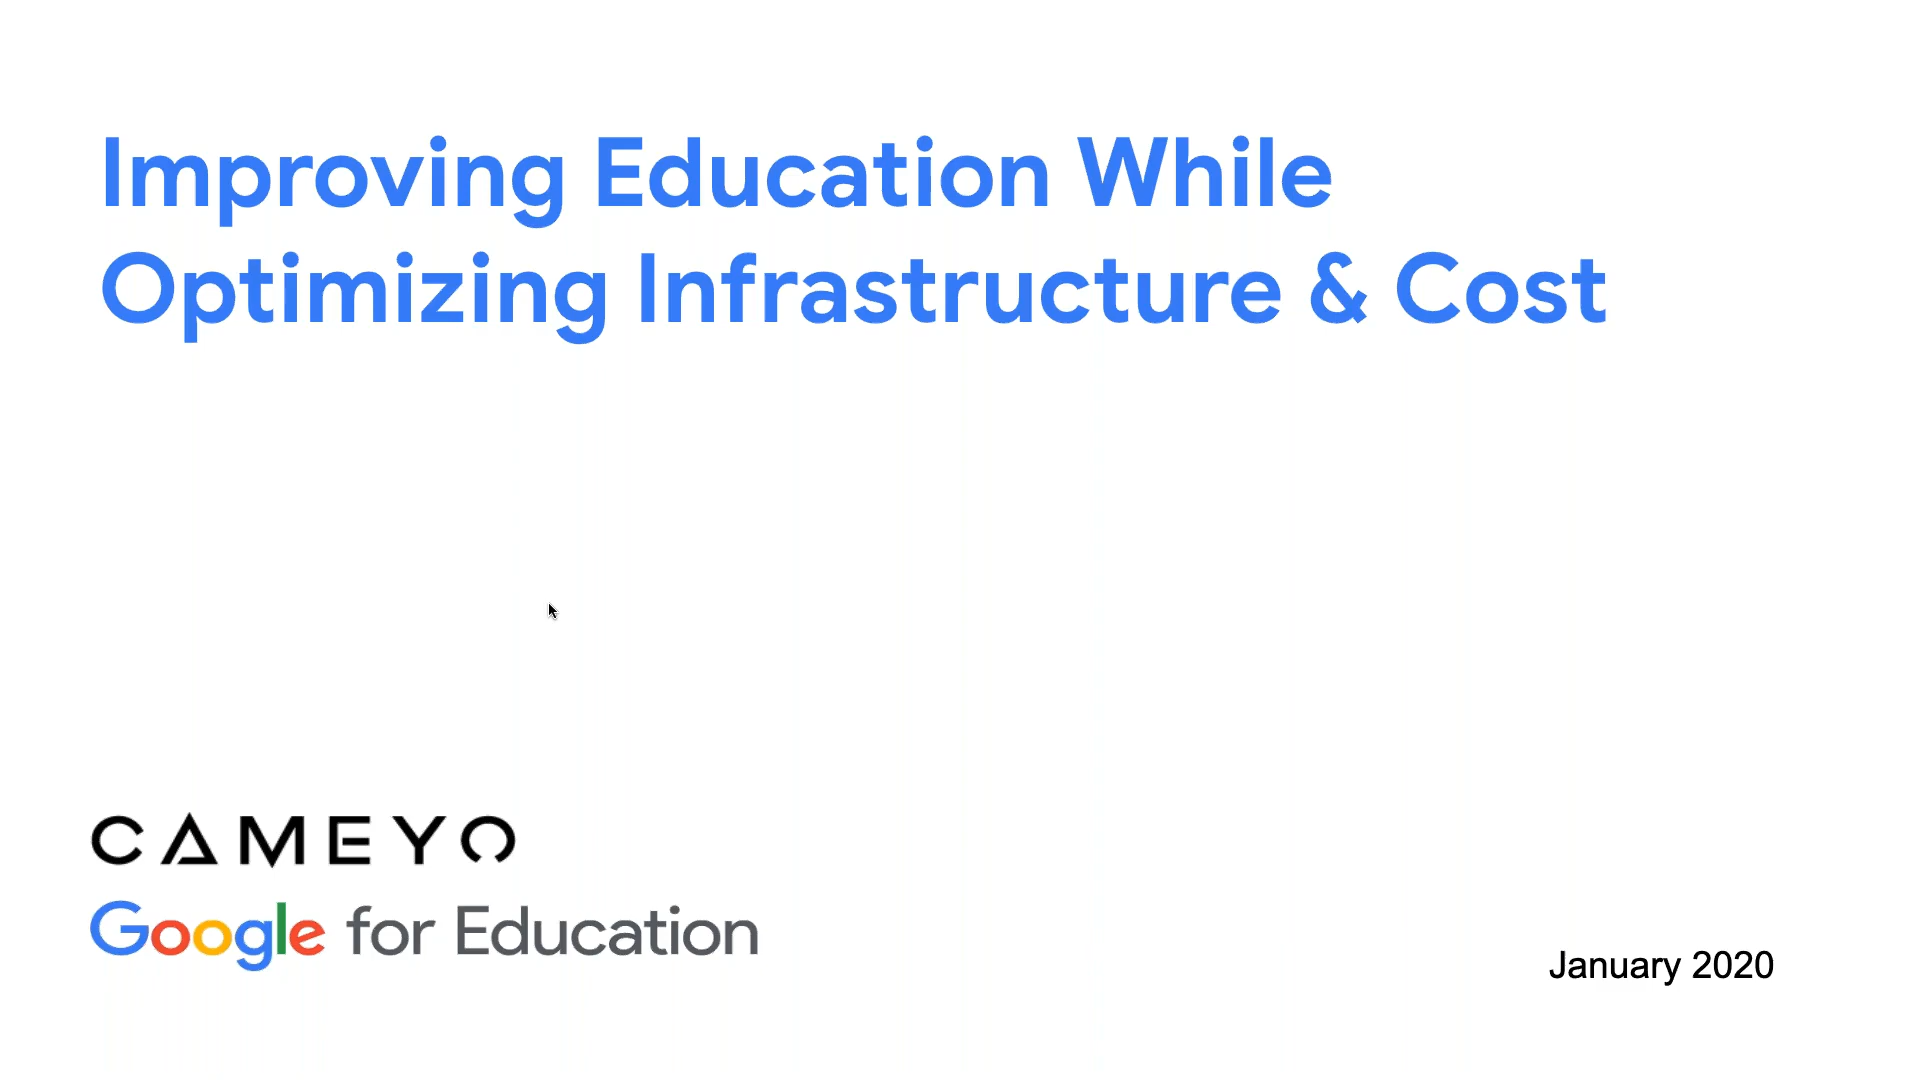 Improving Education While
Optimizing Infrastructure & Cost
CAMEYO
Google for Education
January 2020